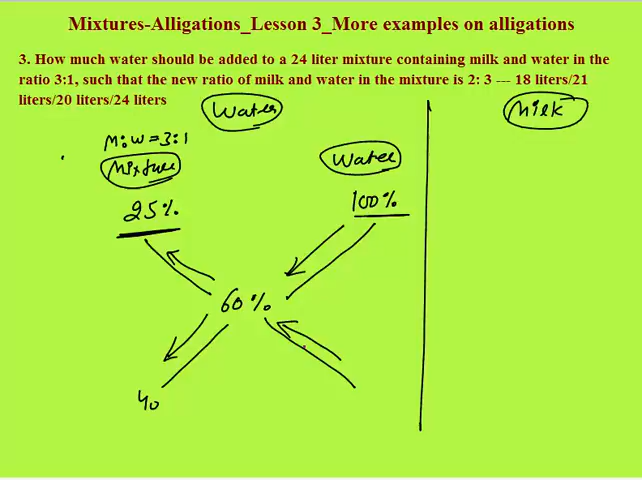 Mixtures-Alligations_Lesson 3_More examples on alligations
3. How much water should be added to a 24 liter mixture containing milk and water in the
ratio 3:1, such that the new ratio of milk and water in the mixture is 2: 3 --- 18 liters/21
liters/20 liters/24 liters
Water
Milk
M:W=3:1
Mixture
Water
25%
100%
60%
40